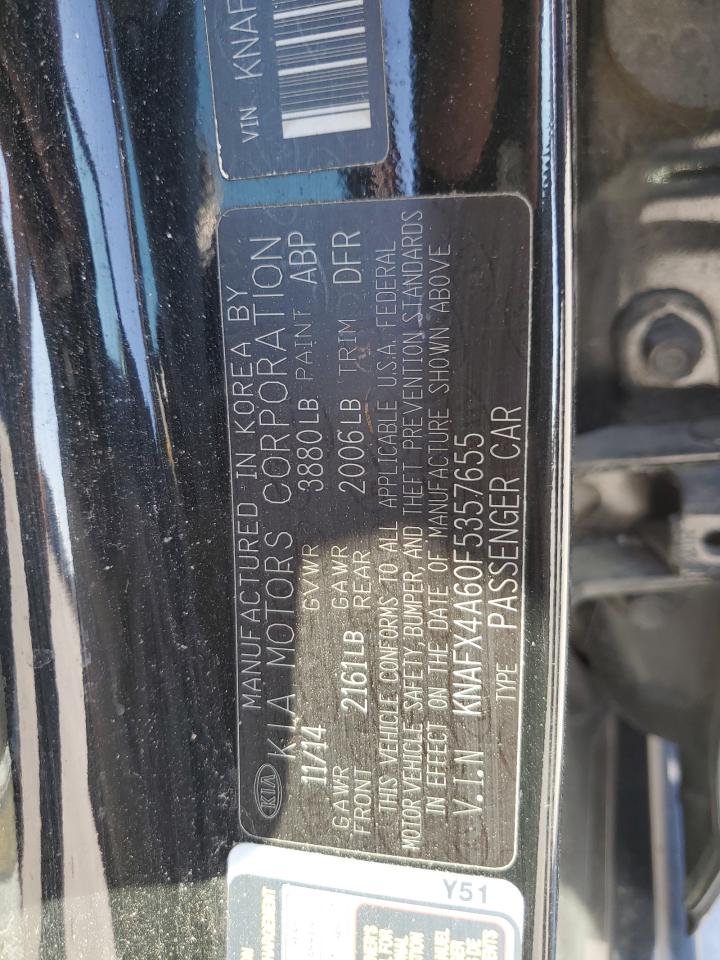 VIN KNAF
MANUFACTURED IN KOREA BY
KIA KIA MOTORS CORPORATION
11/14 GVWR 3880LB PAINT ABP
GAWR FRONT 2161LB GAWR REAR 2006LB TRIM DFR
THIS VEHICLE CONFORMS TO ALL APPLICABLE U.S.A. FEDERAL
MOTOR VEHICLE SAFETY, BUMPER AND THEFT PREVENTION STANDARDS
IN EFFECT ON THE DATE OF MANUFACTURE SHOWN ABOVE
V.I.N KNAFX4A60F5357655
TYPE PASSENGER CAR
Y51